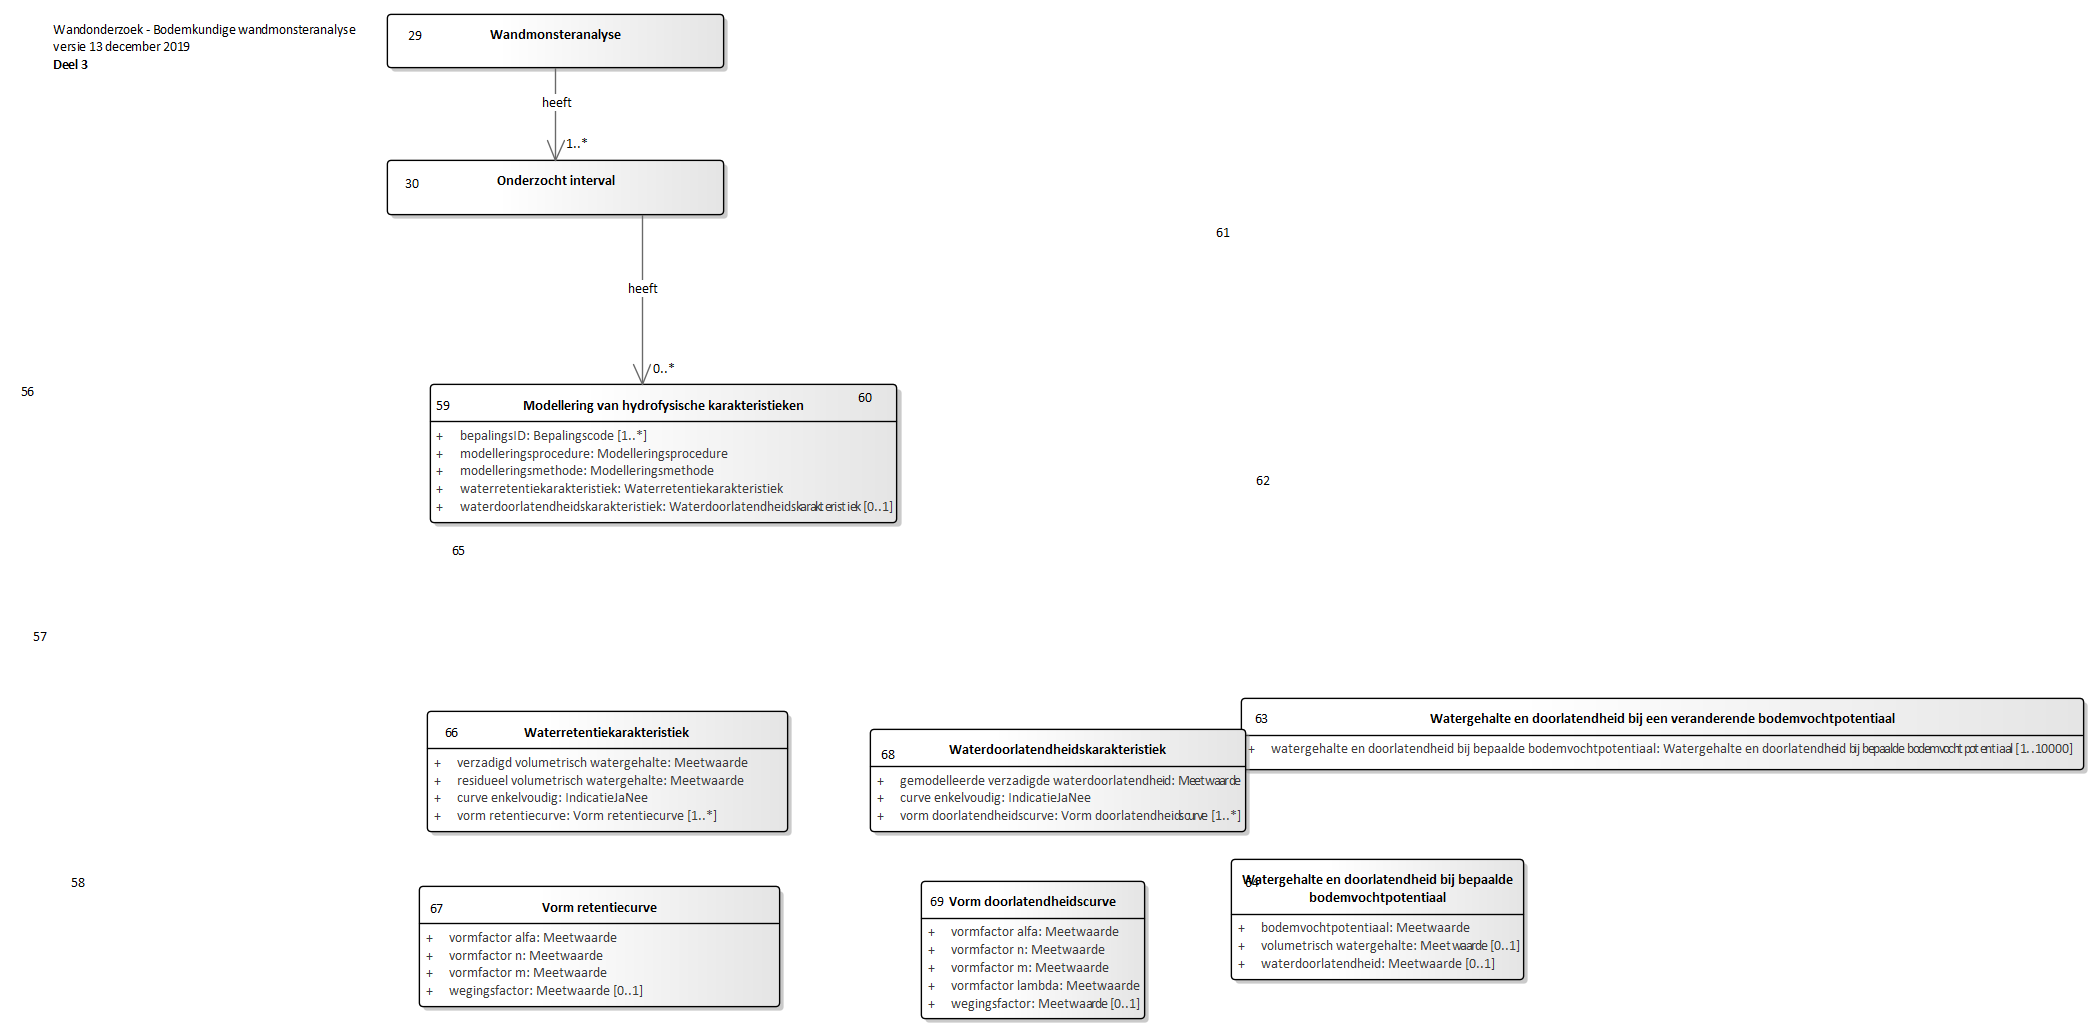 Wandonderzoek - Bodemkundige wandmonsteranalyse
versie 13 december 2019
Deel 3
29
Wandmonsteranalyse
heeft
1..*
30
Onderzocht interval
61
heeft
0..*
56
59
Modellering van hydrofysische karakteristieken
60
+ bepalingsID: Bepalingscode [1..*]
+ modelleringsprocedure: Modelleringsprocedure
+ modelleringsmethode: Modelleringsmethode
+ waterretentiekarakteristiek: Waterretentiekarakteristiek
+ waterdoorlatendheidskarakteristiek: Waterdoorlatendheidskarakteristiek [0..1]
62
65
57
66
Waterretentiekarakteristiek
+ verzadigd volumetrisch watergehalte: Meetwaarde
+ residueel volumetrisch watergehalte: Meetwaarde
+ curve enkelvoudig: IndicatieJaNee
+ vorm retentiecurve: Vorm retentiecurve [1..*]
68
Waterdoorlatendheidskarakteristiek
+ gemodelleerde verzadigde waterdoorlatendheid: Meetwaarde
+ curve enkelvoudig: IndicatieJaNee
+ vorm doorlatendheidscurve: Vorm doorlatendheidscurve [1..*]
63
Watergehalte en doorlatendheid bij een veranderende bodemvochtpotentiaal
+ watergehalte en doorlatendheid bij bepaalde bodemvochtpotentiaal: Watergehalte en doorlatendheid bij bepaalde bodemvochtpotentiaal [1..10000]
58
67
Vorm retentiecurve
+ vormfactor alfa: Meetwaarde
+ vormfactor n: Meetwaarde
+ vormfactor m: Meetwaarde
+ wegingsfactor: Meetwaarde [0..1]
69
Vorm doorlatendheidscurve
+ vormfactor alfa: Meetwaarde
+ vormfactor n: Meetwaarde
+ vormfactor m: Meetwaarde
+ vormfactor lambda: Meetwaarde
+ wegingsfactor: Meetwaarde [0..1]
64
Watergehalte en doorlatendheid bij bepaalde
bodemvochtpotentiaal
+ bodemvochtpotentiaal: Meetwaarde
+ volumetrisch watergehalte: Meetwaarde [0..1]
+ waterdoorlatendheid: Meetwaarde [0..1]